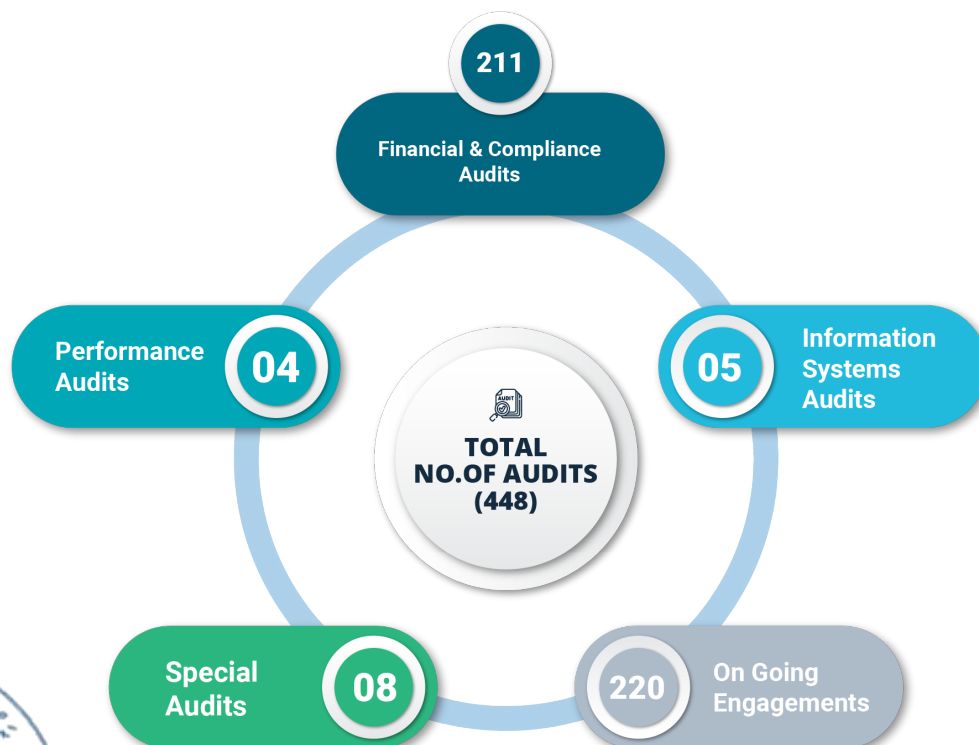 211
Financial & Compliance
Audits
Performance
Audits
04
05
Information
Systems
Audits
AUDIT
TOTAL
NO.OF AUDITS
(448)
Special
Audits
08
220
On Going
Engagements